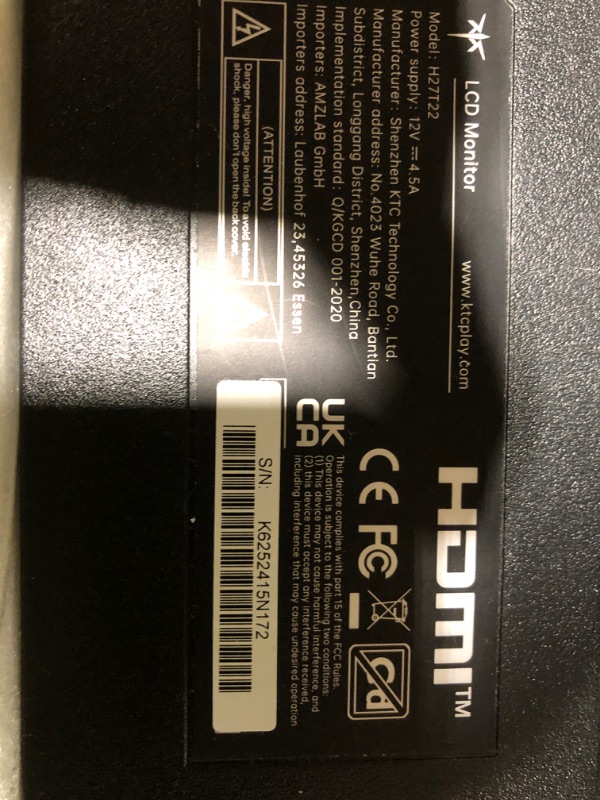 LCD Monitor
www.ktcplay.com
Model: H27T22
Power supply: 12V⎓4.5A
Manufacturer: Shenzhen KTC Technology Co., Ltd.
Manufacturer address: No.4023 Wuhe Road, Bantian
Subdistrict, Longgang District, Shenzhen,China
Implementation standard: Q/KGCD 001-2020
Importers: AMZLAB GmbH
Importers address: Laubenhof 23,45326 Essen
(ATTENTION)
Danger, high voltage inside! To avoid electric
shock, please don't open the back cover.
HDMI™
CE FC
Cd
UK
CA
This device complies with part 15 of the FCC Rules.
Operation is subject to the following two conditions:
(1) This device may not cause harmful interference, and
(2) this device must accept any interference received,
including interference that may cause undesired operation
S/N: K6252415N172